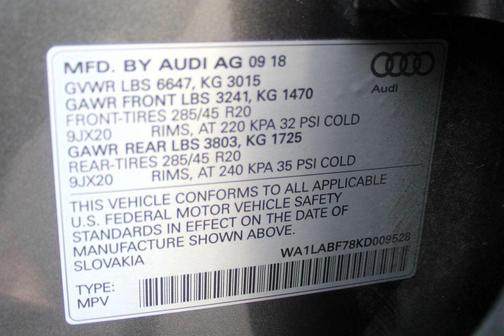 MFD. BY AUDI AG 09 18
GVWR LBS 6647, KG 3015
GAWR FRONT LBS 3241, KG 1470
FRONT-TIRES 285/45 R20
9JX20 RIMS, AT 220 KPA 32 PSI COLD
GAWR REAR LBS 3803, KG 1725
REAR-TIRES 285/45 R20
9JX20 RIMS, AT 240 KPA 35 PSI COLD
Audi
THIS VEHICLE CONFORMS TO ALL APPLICABLE
U.S. FEDERAL MOTOR VEHICLE SAFETY
STANDARDS IN EFFECT ON THE DATE OF
MANUFACTURE SHOWN ABOVE.
SLOVAKIA WA1LABF78KD009528
TYPE:
MPV